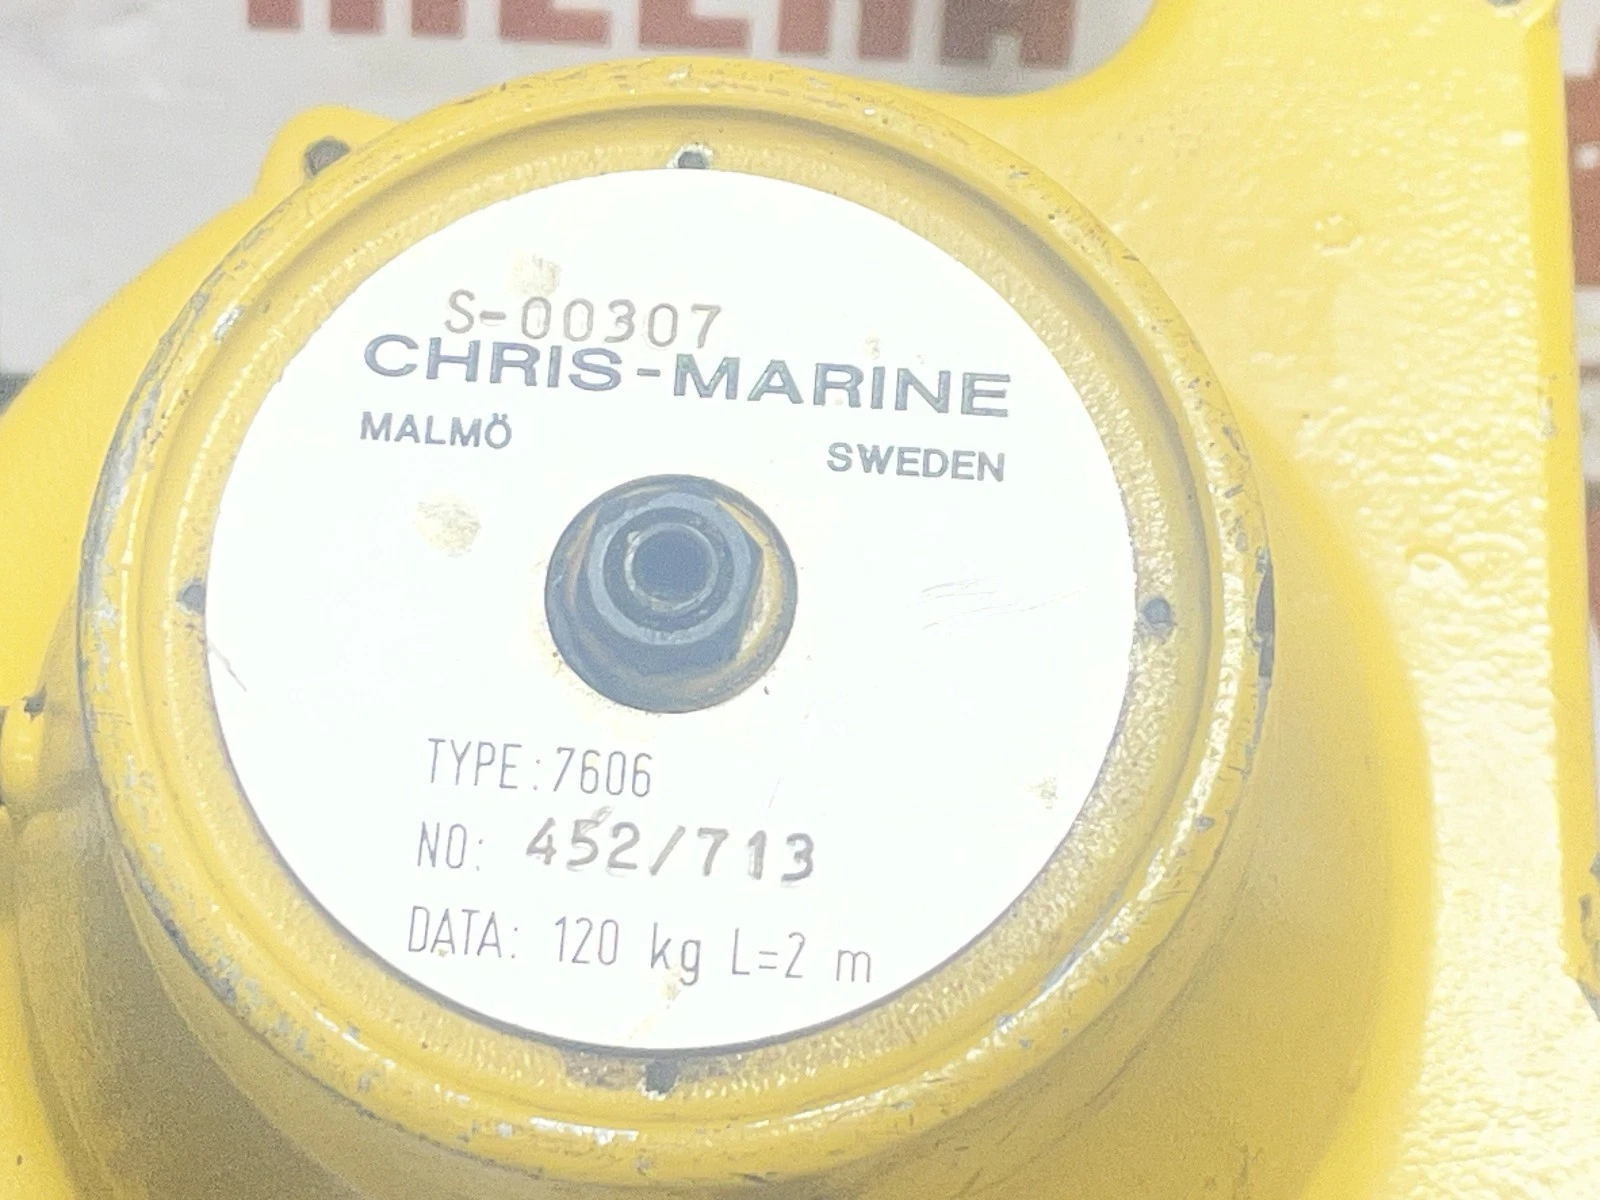 S-00307
CHRIS-MARINE
MALMÖ SWEDEN
TYPE: 7606
NO: 452/713
DATA: 120 kg L=2 m